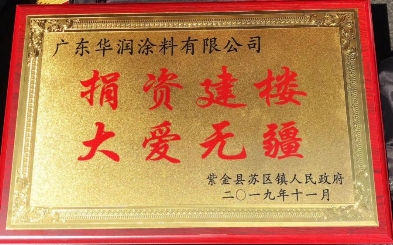 广东华润涂料有限公司
捐资建楼
大爱无疆
紫金县苏区镇人民政府
二〇一九年十一月